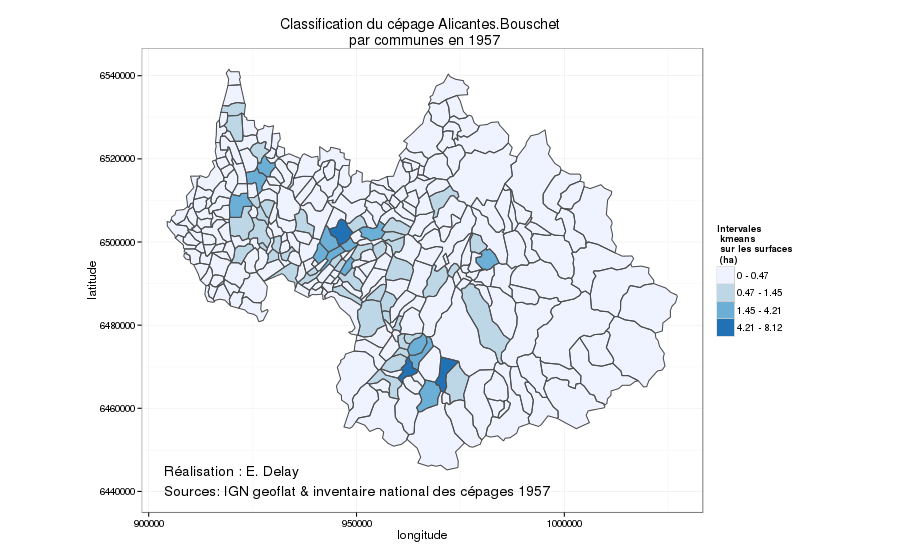 Classification du cépage Alicantes.Bouschet
par communes en 1957
6540000
6520000
6500000
6480000
6460000
6440000
latitude
Réalisation : E. Delay
Sources: IGN geoflat & inventaire national des cépages 1957
900000
950000
1000000
longitude
Intervales
kmeans
sur les surfaces
(ha)
0 - 0.47
0.47 - 1.45
1.45 - 4.21
4.21 - 8.12